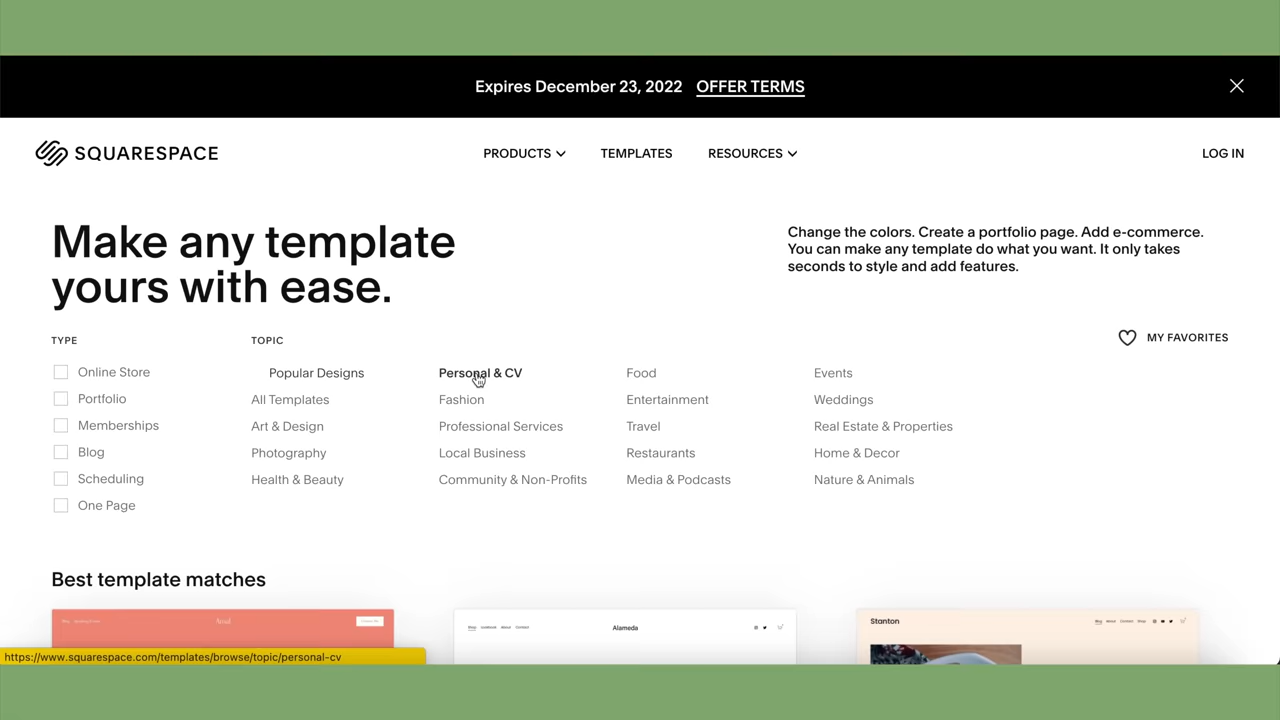 Expires December 23, 2022 OFFER TERMS
SQUARESPACE
PRODUCTS
TEMPLATES
RESOURCES
LOG IN
Make any template
yours with ease.
Change the colors. Create a portfolio page. Add e-commerce.
You can make any template do what you want. It only takes
seconds to style and add features.
MY FAVORITES
TYPE
Online Store
Portfolio
Memberships
Blog
Scheduling
One Page
TOPIC
Popular Designs
All Templates
Art & Design
Photography
Health & Beauty
Personal & CV
Fashion
Professional Services
Local Business
Community & Non-Profits
Food
Entertainment
Travel
Restaurants
Media & Podcasts
Events
Weddings
Real Estate & Properties
Home & Decor
Nature & Animals
Best template matches
Alameda
Stanton
Blog About Contact Shop
https://www.squarespace.com/templates/browse/topic/personal-cv